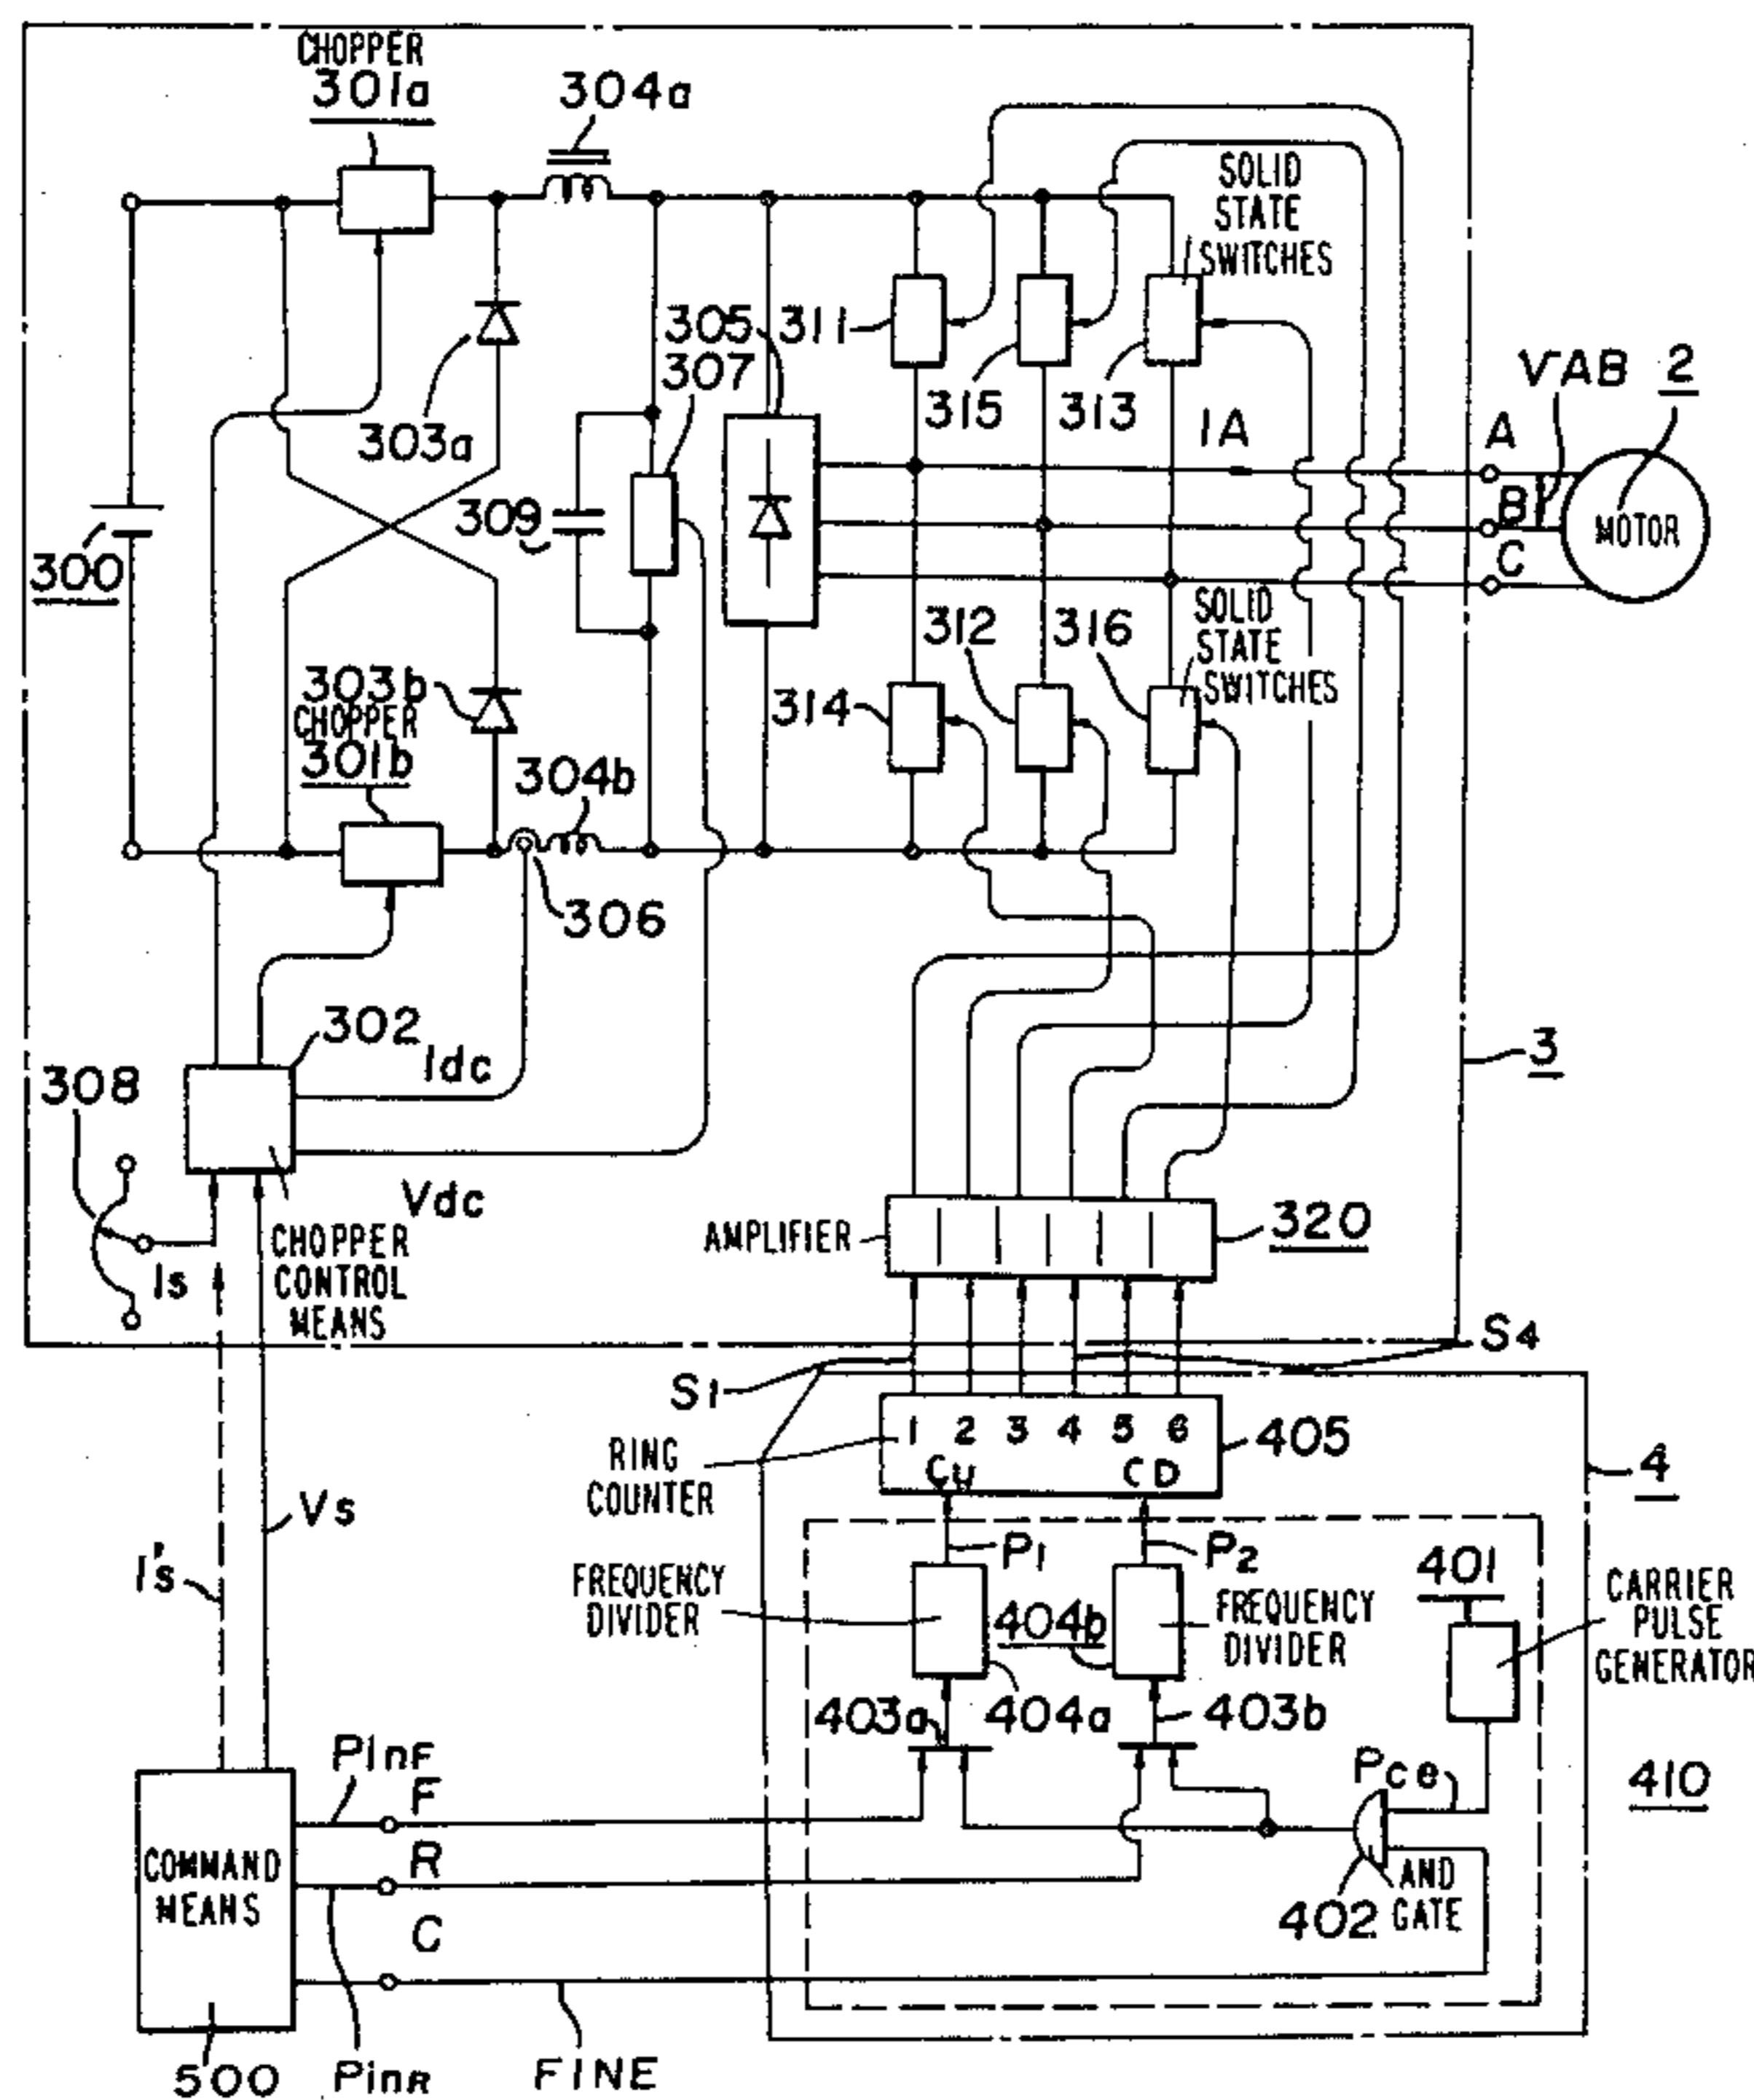 CHOPPER
301a
304a
SOLID
STATE
SWITCHES
303a
305
307
311
315
313
VAB
2
IA
A
B
C
MOTOR
300
309
303b
CHOPPER
301b
304b
306
314
312
316
SOLID
STATE
SWITCHES
302
Idc
308
Vdc
Is
CHOPPER
CONTROL
MEANS
3
AMPLIFIER
320
S1
S4
1 2 3 4 5 6
CU CD
405
RING
COUNTER
4
Vs
I's
P1
P2
FREQUENCY
DIVIDER
404b
FREQUENCY
DIVIDER
401
CARRIER
PULSE
GENERATOR
403a
404a
403b
Pce
410
PinF
F
R
C
COMMAND
MEANS
402
AND
GATE
500
PinR
FINE